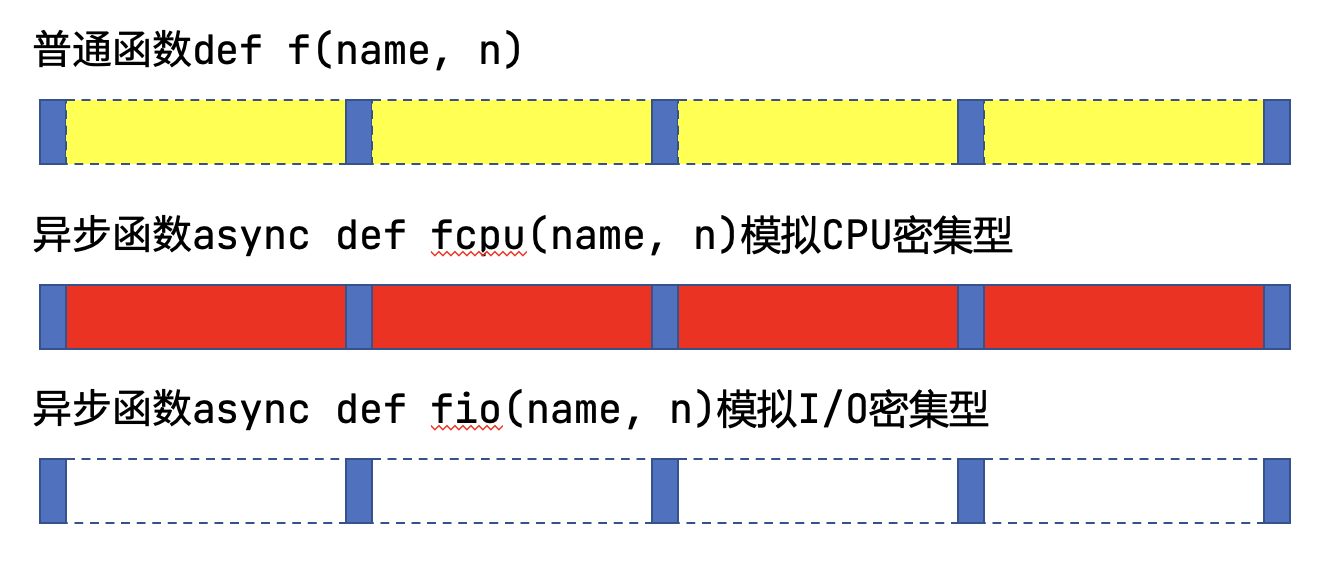 普通函数def f(name, n)
异步函数async def fcpu(name, n)模拟CPU密集型
异步函数async def fio(name, n)模拟I/O密集型